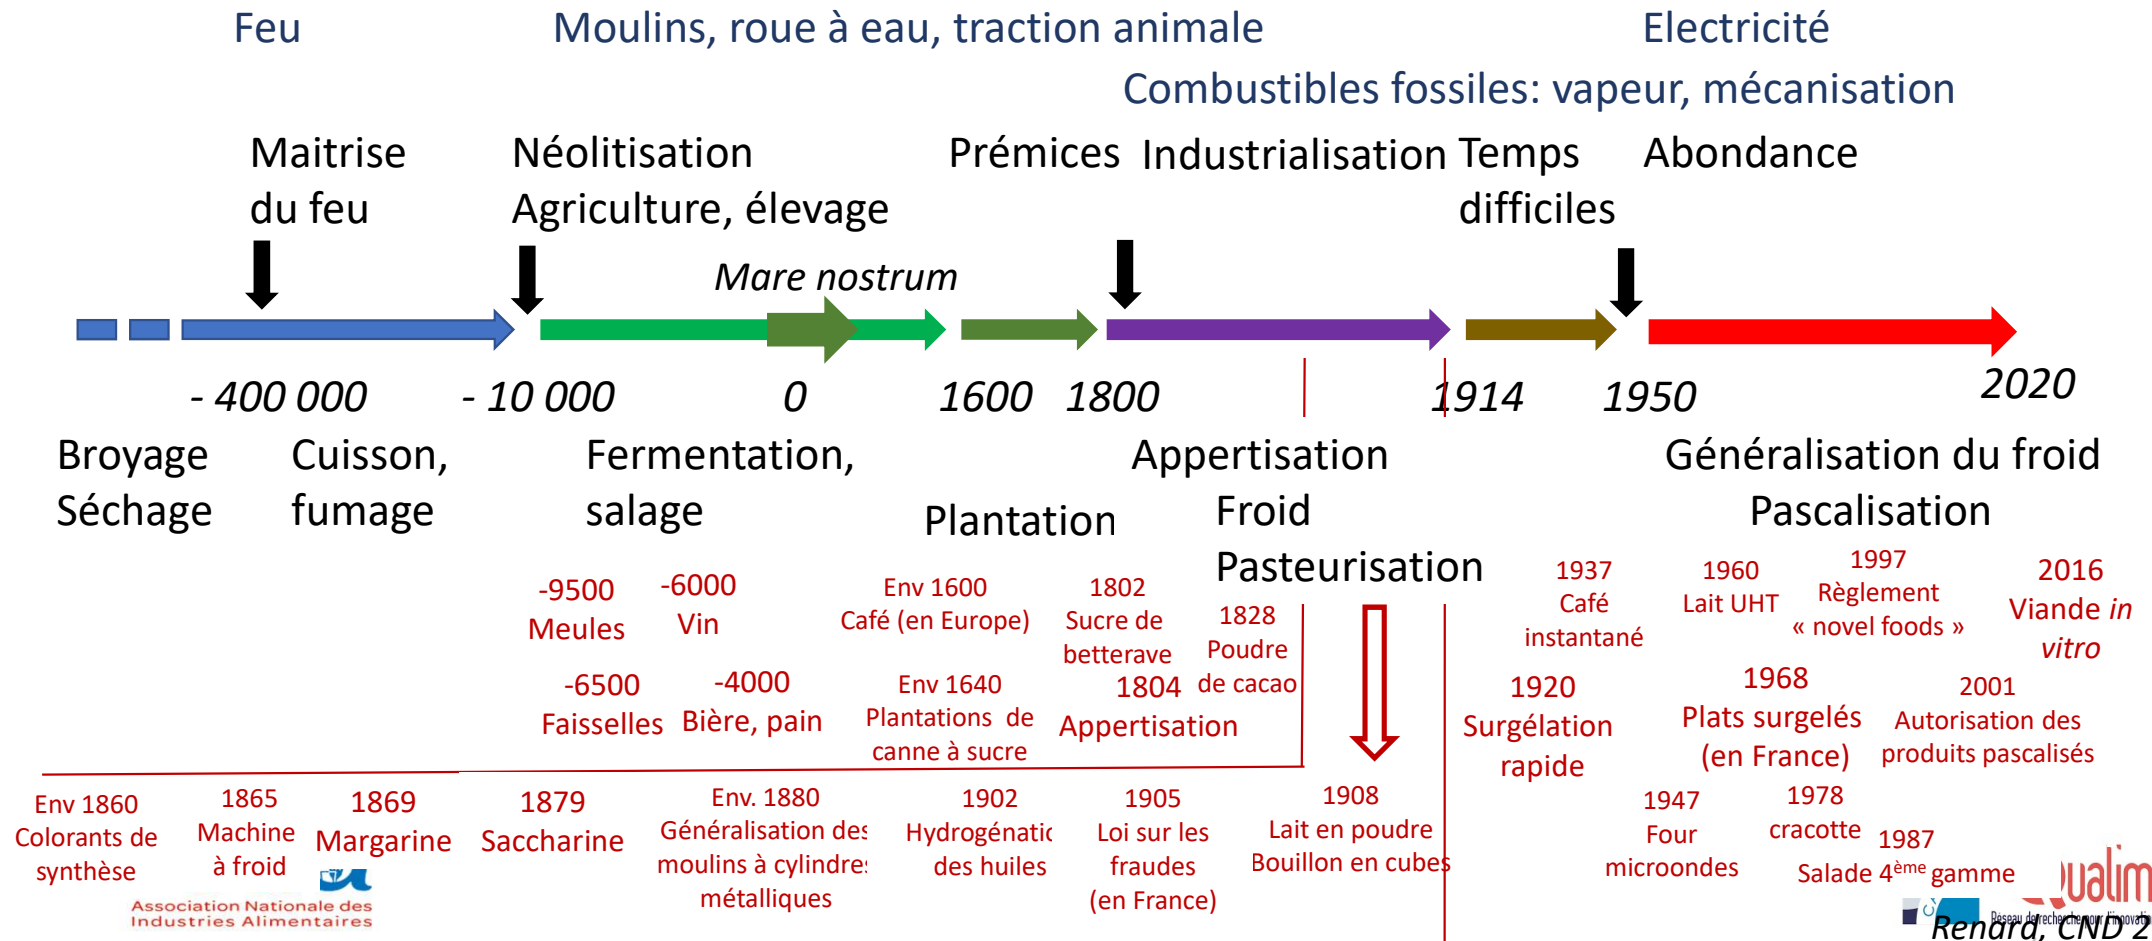 Feu
Moulins, roue à eau, traction animale
Electricité
Combustibles fossiles: vapeur, mécanisation
Maitrise
du feu
Néolitisation
Agriculture, élevage
Mare nostrum
Prémices
Industrialisation
Temps
difficiles
Abondance
- 400 000
- 10 000
0
1600
1800
1914
1950
2020
Broyage
Séchage
Cuisson,
fumage
Fermentation,
salage
Plantation
Appertisation
Froid
Pasteurisation
Généralisation du froid
Pascalisation
-9500
Meules
-6000
Vin
-6500
Faisselles
-4000
Bière, pain
Env 1600
Café (en Europe)
Env 1640
Plantations de
canne à sucre
1802
Sucre de
betterave
1804
Appertisation
1828
Poudre
de cacao
1937
Café
instantané
1920
Surgélation
rapide
1960
Lait UHT
1968
Plats surgelés
(en France)
1997
Règlement
« novel foods »
2001
Autorisation des
produits pascalisés
2016
Viande in
vitro
Env 1860
Colorants de
synthèse
1865
Machine
à froid
1869
Margarine
1879
Saccharine
Env. 1880
Généralisation des
moulins à cylindres
métalliques
1902
Hydrogénatio
des huiles
1905
Loi sur les
fraudes
(en France)
1908
Lait en poudre
Bouillon en cubes
1947
Four
microondes
1978
cracotte
1987
Salade 4ème gamme
Association Nationale des
Industries Alimentaires
ualim
Réseau de recherche pour l'innovatio
Renard, CND 2